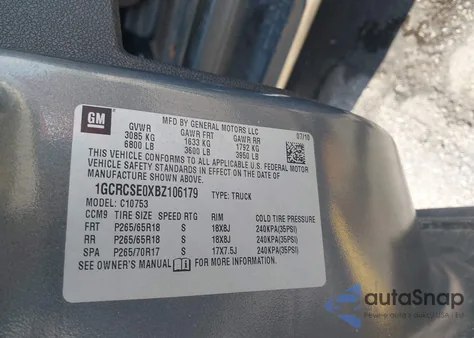 GM
MFD BY GENERAL MOTORS LLC
07/10
GVWR GAWR FRT GAWR RR
3085 KG 1633 KG 1792 KG
6800 LB 3600 LB 3950 LB
THIS VEHICLE CONFORMS TO ALL APPLICABLE U.S. FEDERAL MOTOR
VEHICLE SAFETY STANDARDS IN EFFECT ON THE DATE OF
MANUFACTURE SHOWN ABOVE.
1GCRCSE0XBZ106179 TYPE: TRUCK
MODEL: C10753
CCM9 TIRE SIZE SPEED RTG RIM COLD TIRE PRESSURE
FRT P265/65R18 S 18X8J 240KPA(35PSI)
RR P265/65R18 S 18X8J 240KPA(35PSI)
SPA P265/70R17 S 17X7.5J 240KPA(35PSI)
SEE OWNER'S MANUAL FOR MORE INFORMATION
autoSnap